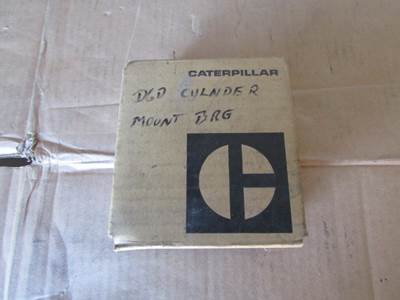 CATERPILLAR
D6D CYLNDER
MOUNT BRG